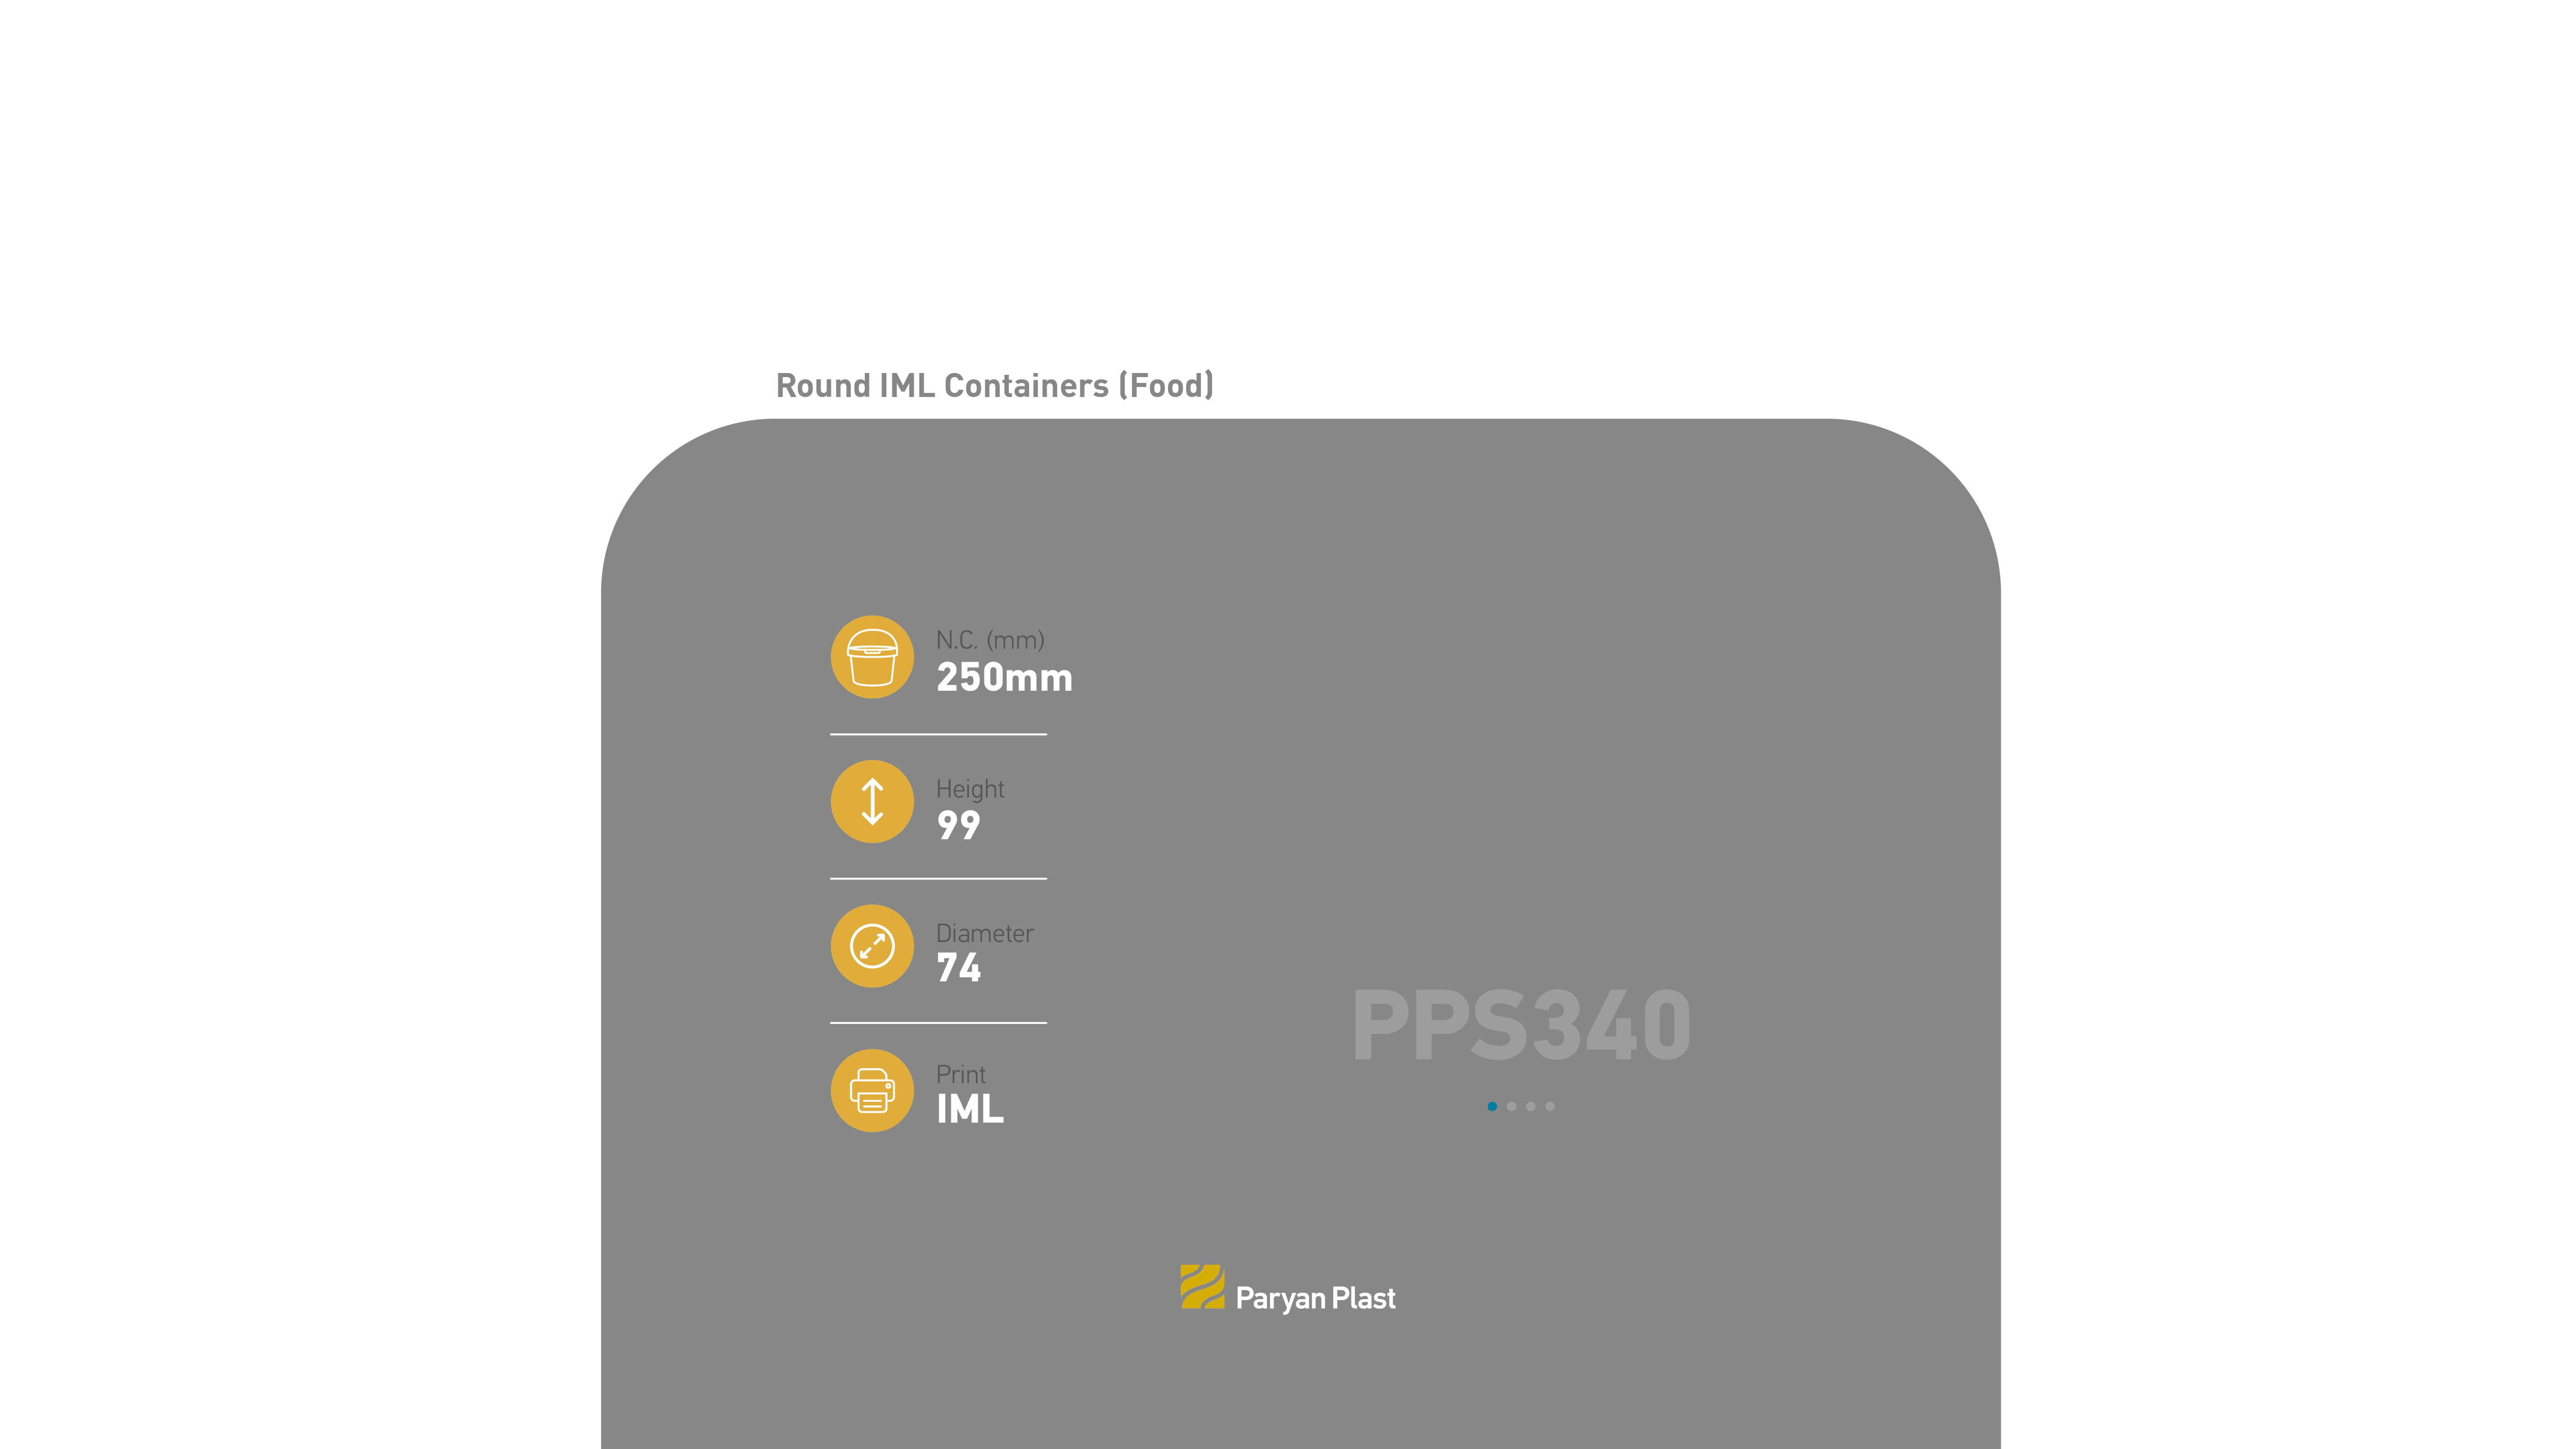 Round IML Containers (Food)
N.C. (mm)
250mm
Height
99
Diameter
74
Print
IML
PPS340
Paryan Plast